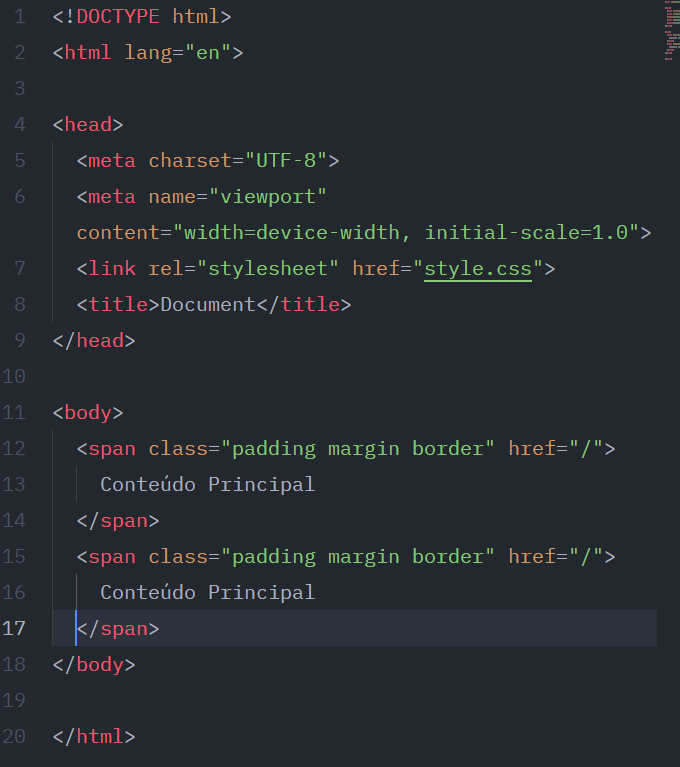 1 <!DOCTYPE html>
2 <html lang="en">
3
4 <head>
5 <meta charset="UTF-8">
6 <meta name="viewport"
content="width=device-width, initial-scale=1.0">
7 <link rel="stylesheet" href="style.css">
8 <title>Document</title>
9 </head>
10
11 <body>
12 <span class="padding margin border" href="/">
13 Conteúdo Principal
14 </span>
15 <span class="padding margin border" href="/">
16 Conteúdo Principal
17 </span>
18 </body>
19
20 </html>